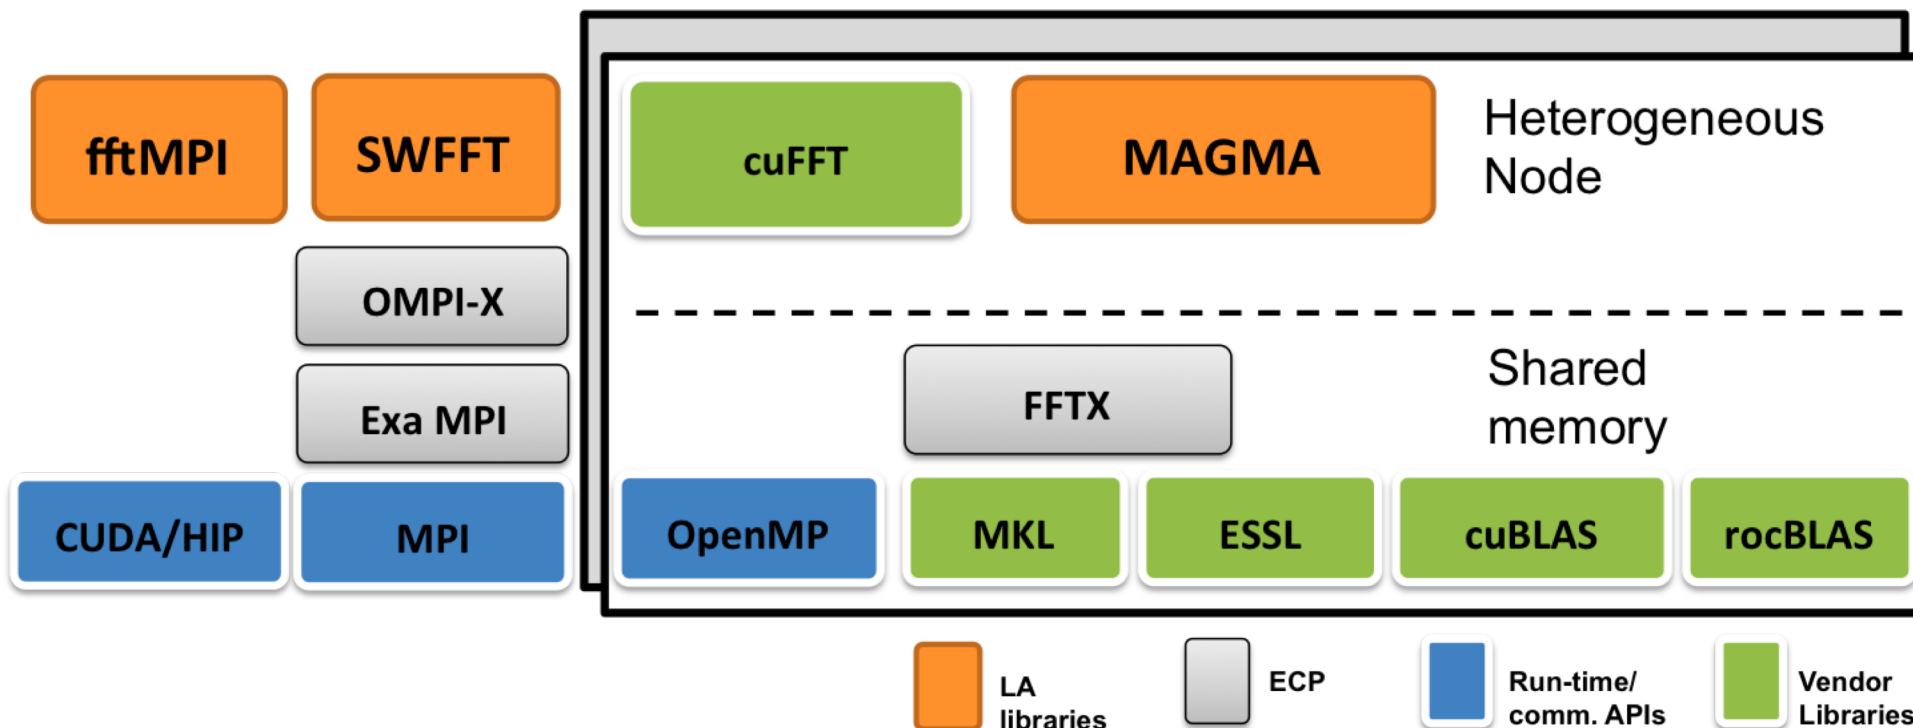 fftMPI
SWFFT
cuFFT
MAGMA
Heterogeneous
Node
OMPI-X
Exa MPI
FFTX
Shared
memory
CUDA/HIP
MPI
OpenMP
MKL
ESSL
cuBLAS
rocBLAS
LA
libraries
ECP
Run-time/
comm. APIs
Vendor
Libraries